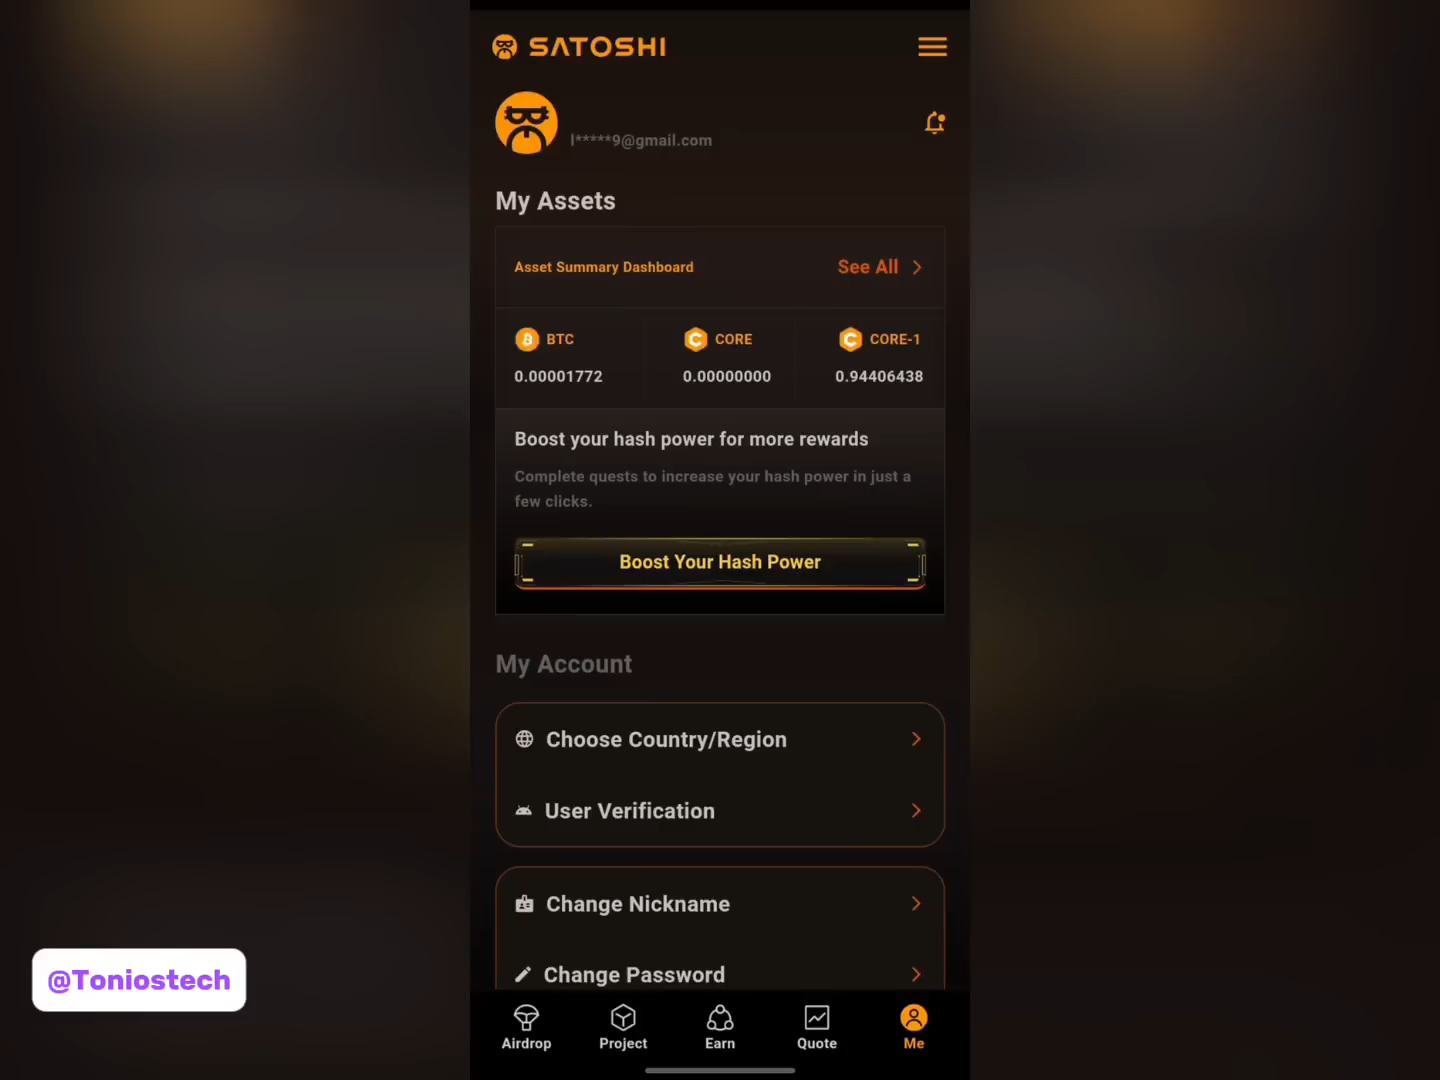 SATOSHI
l*****9@gmail.com
My Assets
Asset Summary Dashboard
See All
BTC
CORE
CORE-1
0.00001772
0.00000000
0.94406438
Boost your hash power for more rewards
Complete quests to increase your hash power in just a
few clicks.
Boost Your Hash Power
My Account
Choose Country/Region
User Verification
Change Nickname
Change Password
@Toniostech
Airdrop
Project
Earn
Quote
Me